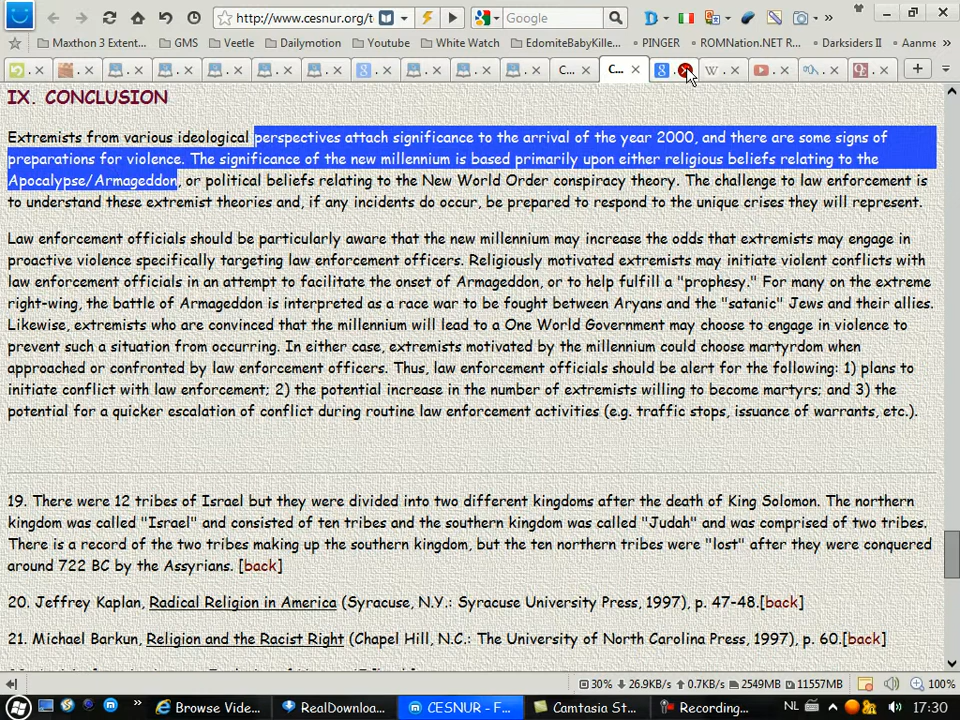 http://www.cesnur.org/t
Google
Maxthon 3 Extent...
GMS
Veetle
Dailymotion
Youtube
White Watch
EdomiteBabyKille...
PINGER
ROMNation.NET R...
Darksiders II
Aanme
C...
C...
IX. CONCLUSION
Extremists from various ideological perspectives attach significance to the arrival of the year 2000, and there are some signs of
preparations for violence. The significance of the new millennium is based primarily upon either religious beliefs relating to the
Apocalypse/Armageddon, or political beliefs relating to the New World Order conspiracy theory. The challenge to law enforcement is
to understand these extremist theories and, if any incidents do occur, be prepared to respond to the unique crises they will represent.
Law enforcement officials should be particularly aware that the new millennium may increase the odds that extremists may engage in
proactive violence specifically targeting law enforcement officers. Religiously motivated extremists may initiate violent conflicts with
law enforcement officials in an attempt to facilitate the onset of Armageddon, or to help fulfill a "prophesy." For many on the extreme
right-wing, the battle of Armageddon is interpreted as a race war to be fought between Aryans and the "satanic" Jews and their allies.
Likewise, extremists who are convinced that the millennium will lead to a One World Government may choose to engage in violence to
prevent such a situation from occurring. In either case, extremists motivated by the millennium could choose martyrdom when
approached or confronted by law enforcement officers. Thus, law enforcement officials should be alert for the following: 1) plans to
initiate conflict with law enforcement; 2) the potential increase in the number of extremists willing to become martyrs; and 3) the
potential for a quicker escalation of conflict during routine law enforcement activities (e.g. traffic stops, issuance of warrants, etc.).
19. There were 12 tribes of Israel but they were divided into two different kingdoms after the death of King Solomon. The northern
kingdom was called "Israel" and consisted of ten tribes and the southern kingdom was called "Judah" and was comprised of two tribes.
There is a record of the two tribes making up the southern kingdom, but the ten northern tribes were "lost" after they were conquered
around 722 BC by the Assyrians. [back]
20. Jeffrey Kaplan, Radical Religion in America (Syracuse, N.Y.: Syracuse University Press, 1997), p. 47-48.[back]
21. Michael Barkun, Religion and the Racist Right (Chapel Hill, N.C.: The University of North Carolina Press, 1997), p. 60.[back]
30% 26.9KB/s 0.7KB/s 2549MB 11557MB 100%
Browse Vide...
RealDownloa...
CESNUR - F...
Camtasia St...
Recording...
NL
17:30